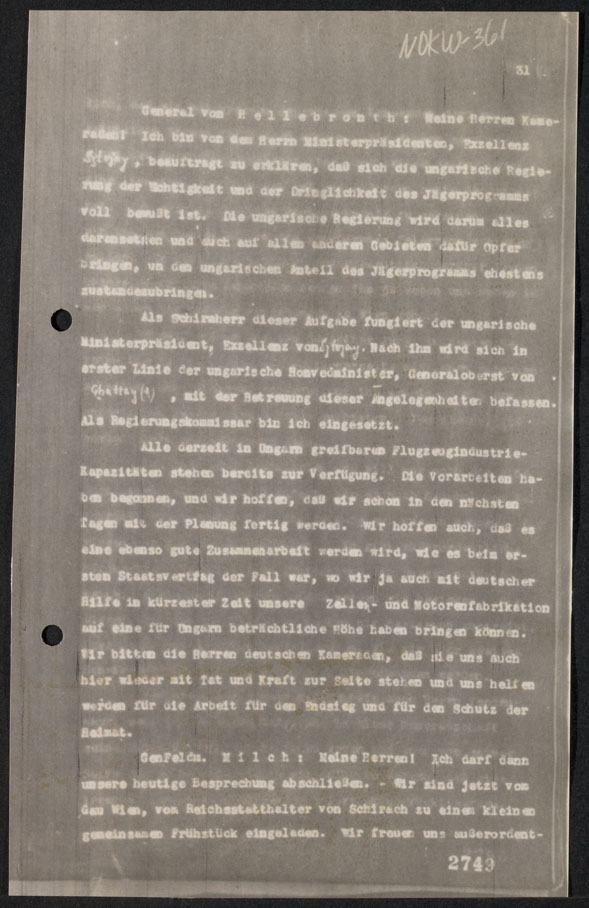 NOKW-361
31
General von Hellebronth: Meine Herren Kame-
raden! Ich bin von dem Herrn Ministerpräsidenten, Exzellenz
Sztojay, beauftragt zu erklären, daß sich die ungarische Regie-
rung der Wichtigkeit und der Dringlichkeit des Jägerprogramms
voll bewußt ist. Die ungarische Regierung wird darum alles
daransetzen und auch auf allen anderen Gebieten dafür Opfer
bringen, um den ungarischen Anteil des Jägerprogramms ehestens
zustandezubringen.
Als Schirmherr dieser Aufgabe fungiert der ungarische
Ministerpräsident, Exzellenz von Sztojay. Nach ihm wird sich in
erster Linie der ungarische Honvedminister, Generaloberst von
, mit der Betreuung dieser Angelegenheiten befassen.
Als Regierungskommissar bin ich eingesetzt.
Alle derzeit in Ungarn greifbaren Flugzeugindustrie-
Kapazitäten stehen bereits zur Verfügung. Die Vorarbeiten ha-
ben begonnen, und wir hoffen, daß wir schon in den nächsten
Tagen mit der Planung fertig werden. Wir hoffen auch, daß es
eine ebenso gute Zusammenarbeit werden wird, wie es beim er-
sten Staatsvertrag der Fall war, wo wir ja auch mit deutscher
Hilfe in kürzester Zeit unsere Zellen- und Motorenfabrikation
auf eine für Ungarn beträchtliche Höhe haben bringen können.
Wir bitten die Herren deutschen Kameraden, daß sie uns auch
hier wieder mit Tat und Kraft zur Seite stehen und uns helfen
werden für die Arbeit für den Endsieg und für den Schutz der
Heimat.
GenFeldm. Milch: Meine Herren! Ich darf dann
unsere heutige Besprechung abschließen. - Wir sind jetzt vom
Gau Wien, vom Reichsstatthalter von Schirach zu einem kleinen
gemeinsamen Frühstück eingeladen. Wir freuen uns außerordent-
2749